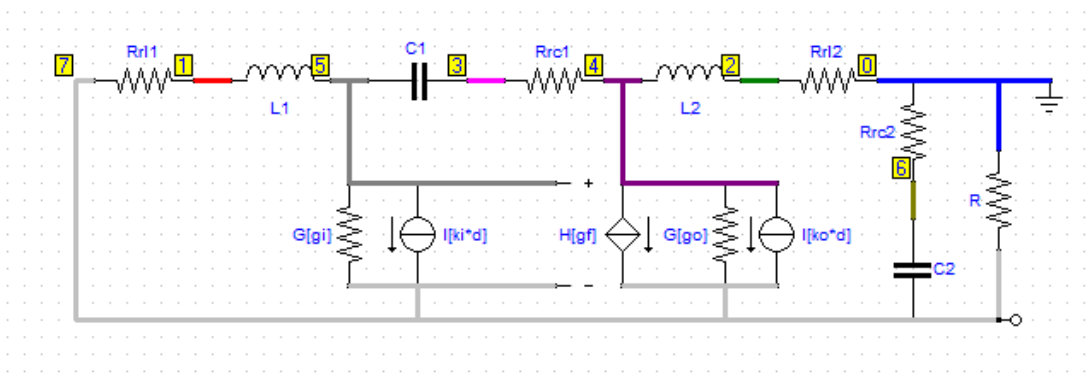 7 Rrl1 1 5 C1 3 Rrc1 4 2 Rrl2 0
L1 L2
Rrc2
6
+
R
G[gi] I[ki*d] H[gf] G[go] I[ko*d]
C2
−